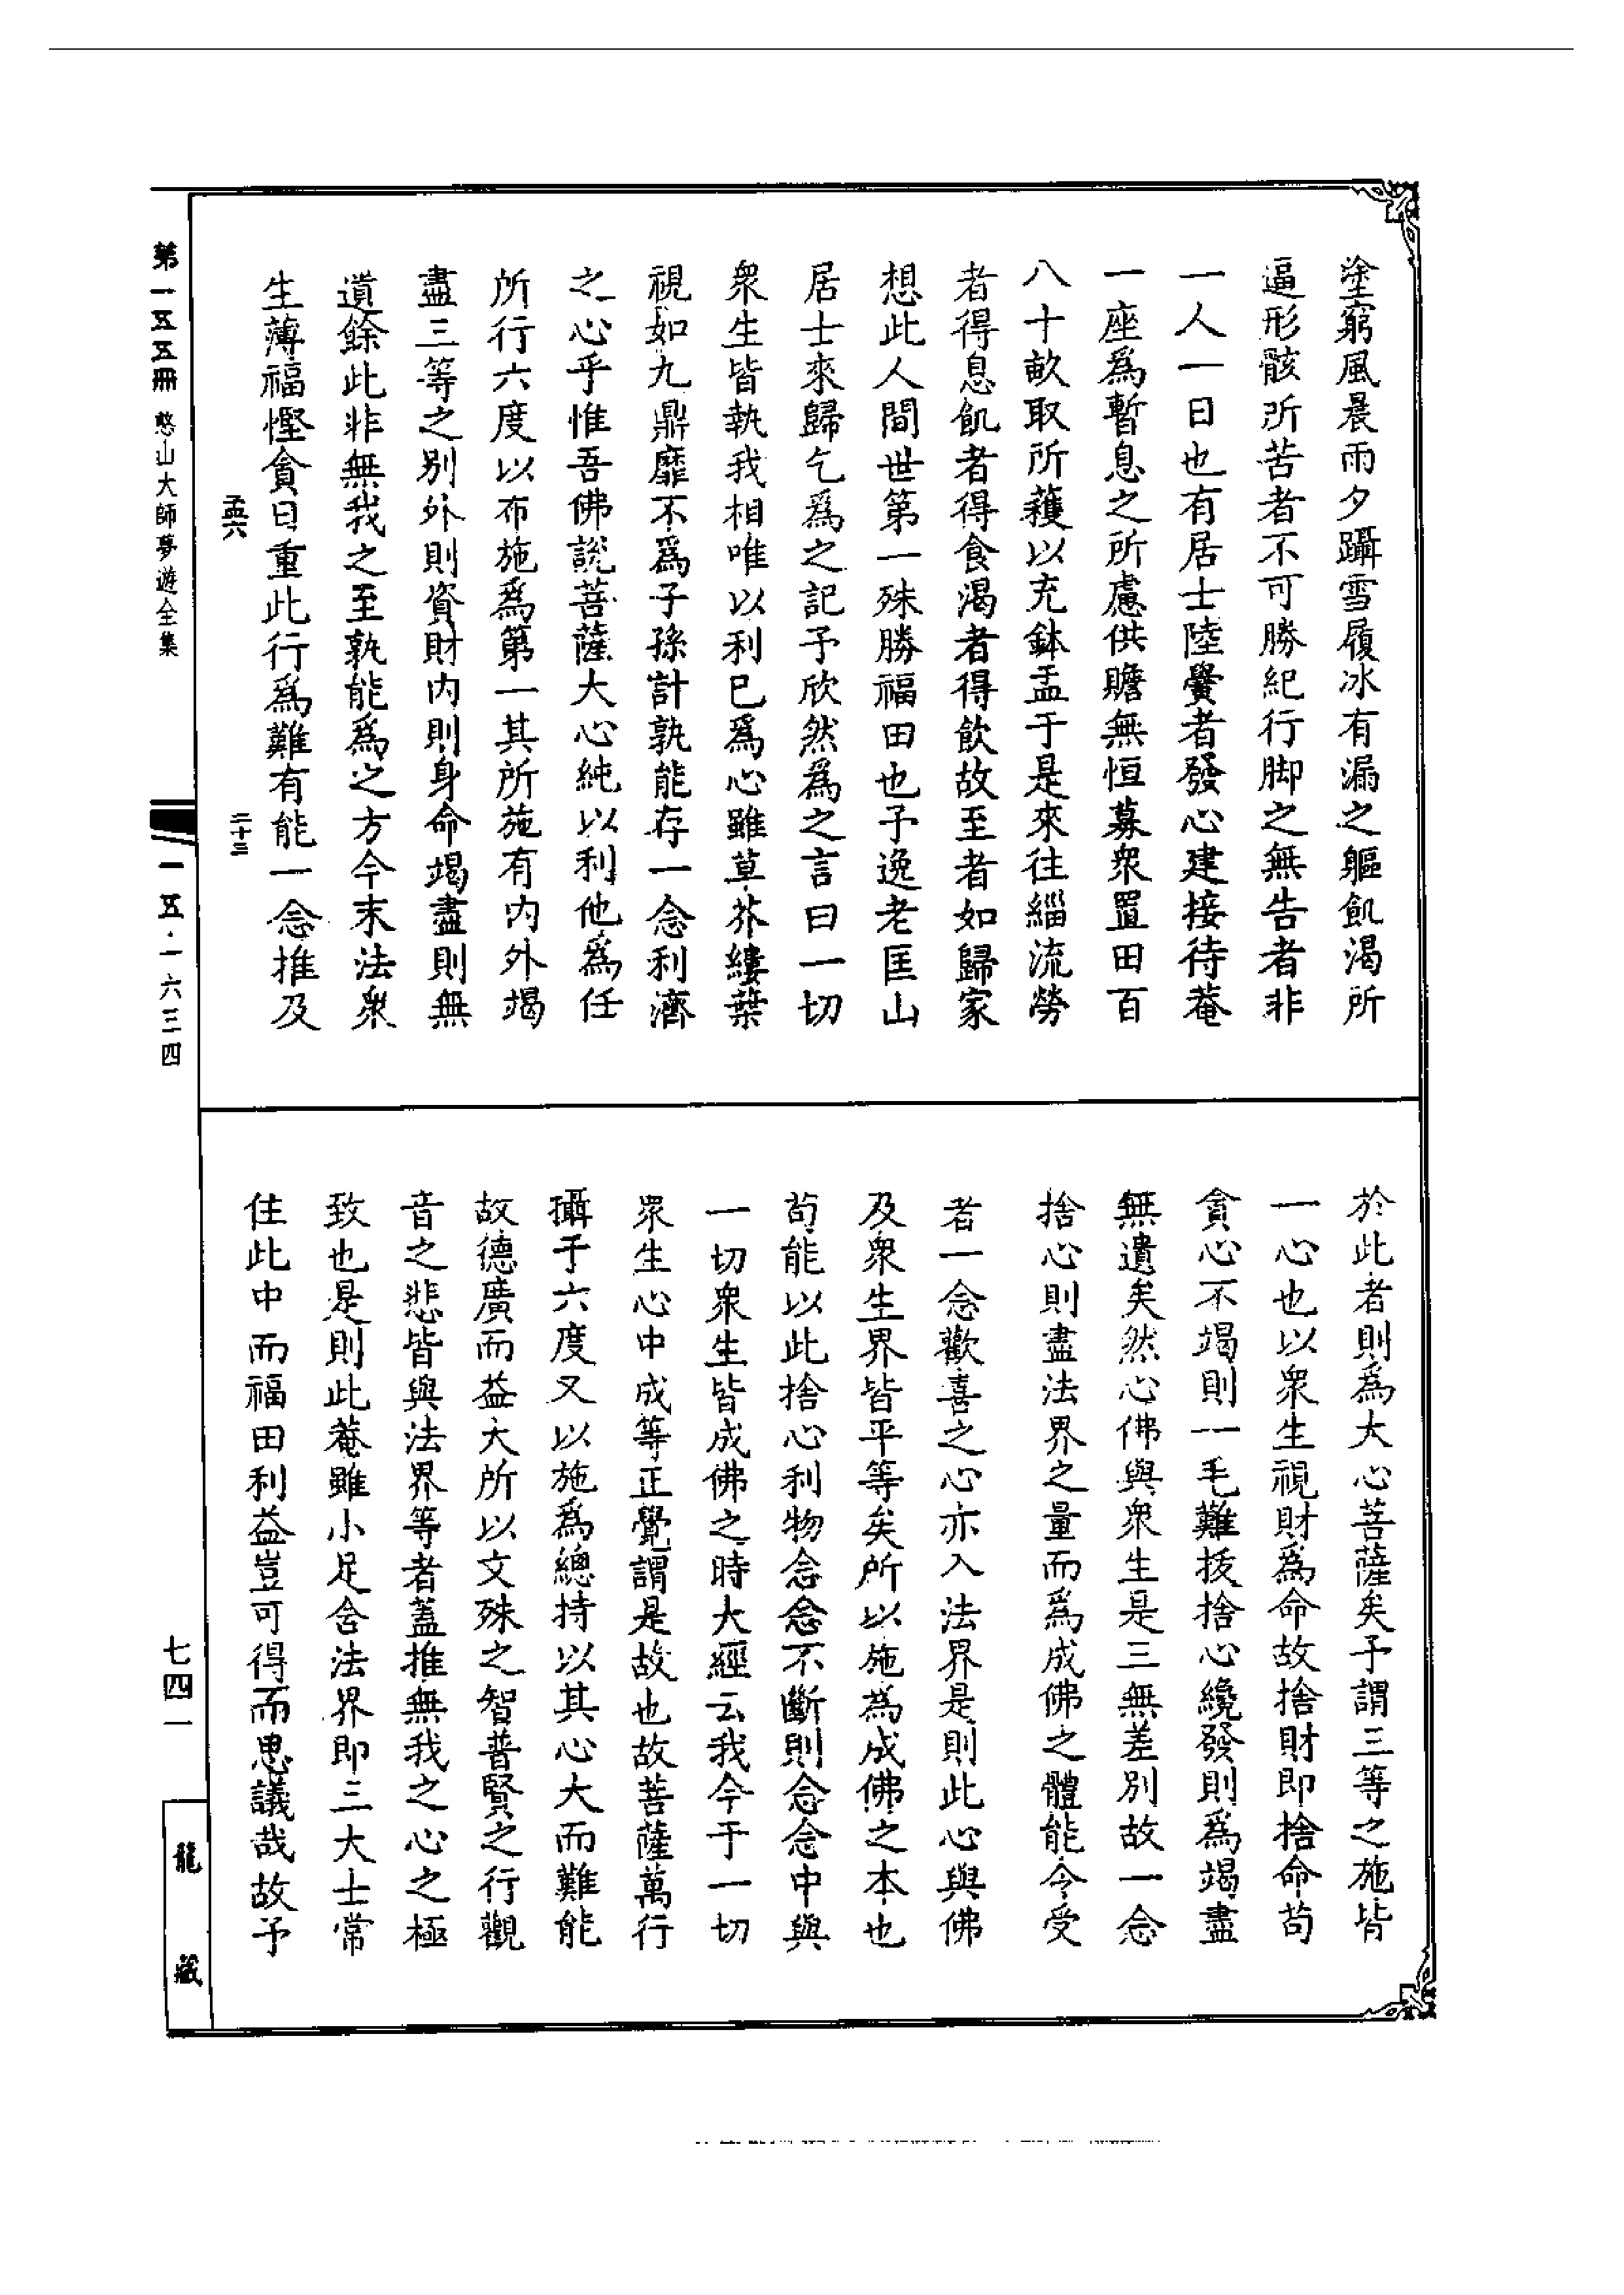 塗窮風晨雨夕躡雪履冰有漏之軀飢渴所
逼形骸所苦者不可勝紀行脚之無告者非
一人一日也有居士陸黌者發心建接待菴
一座爲暫息之所慮供贍無恒募衆置田百
八十畝取所穫以充鉢盂于是來往緇流勞
者得息飢者得食渴者得飲故至者如歸家
想此人間世第一殊勝福田也予逸老匡山
居士來歸乞爲之記予欣然爲之言曰一切
衆生皆執我相唯以利已爲心雖草芥縷葉
視如九鼎靡不爲子孫計孰能存一念利濟
之心乎惟吾佛說菩薩大心純以利他爲任
所行六度以布施爲第一其所施有內外竭
盡三等之別外則資財內則身命竭盡則無
遺餘此非無我之至孰能爲之方今末法衆
生薄福慳貪日重此行爲難有能一念推及
於此者則爲大心菩薩矣予謂三等之施皆
一心也以衆生視財爲命故捨財即捨命苟
貪心不竭則一毛難拔捨心纔發則爲竭盡
無遺矣然心佛與衆生是三無差別故一念
捨心則盡法界之量而爲成佛之體能令受
者一念歡喜之心亦入法界是則此心與佛
及衆生界皆平等矣所以施爲成佛之本也
苟能以此捨心利物念念不斷則念念中與
一切衆生皆成佛之時大經云我今于一切
衆生心中成等正覺謂是故也故菩薩萬行
攝于六度又以施爲總持以其心大而難能
故德廣而益大所以文殊之智普賢之行觀
音之悲皆與法界等者蓋推無我之心之極
致也是則此菴雖小足含法界即三大士常
住此中而福田利益豈可得而思議哉故予
二十三
第一五五冊 憨山大師夢遊全集
一五·一六三四
七四一
龍藏